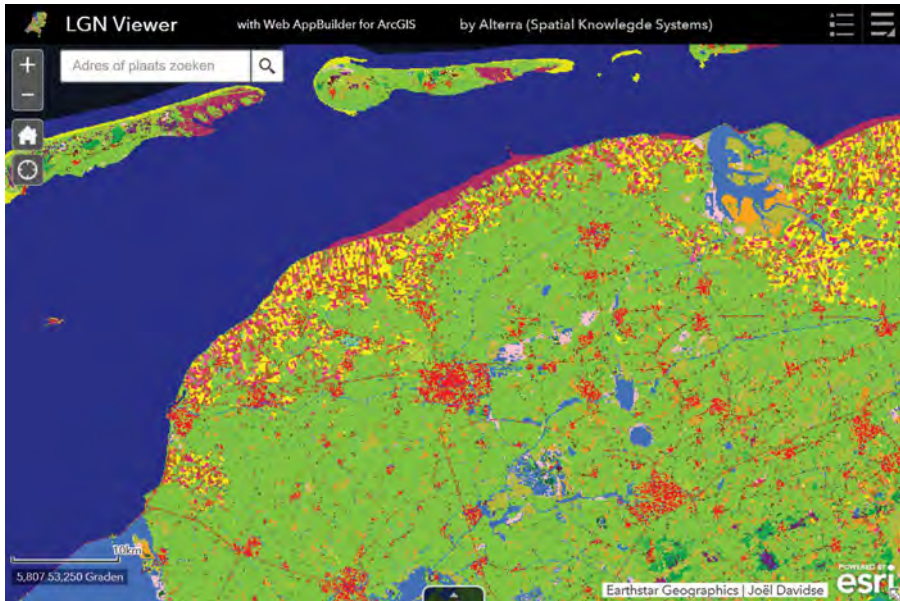 LGN Viewer with Web AppBuilder for ArcGIS by Alterra (Spatial Knowlegde Systems)
+
Adres of plaats zoeken
−
10km
5,807 53,250 Graden
Earthstar Geographics | Joël Davidse
POWERED BY
esri